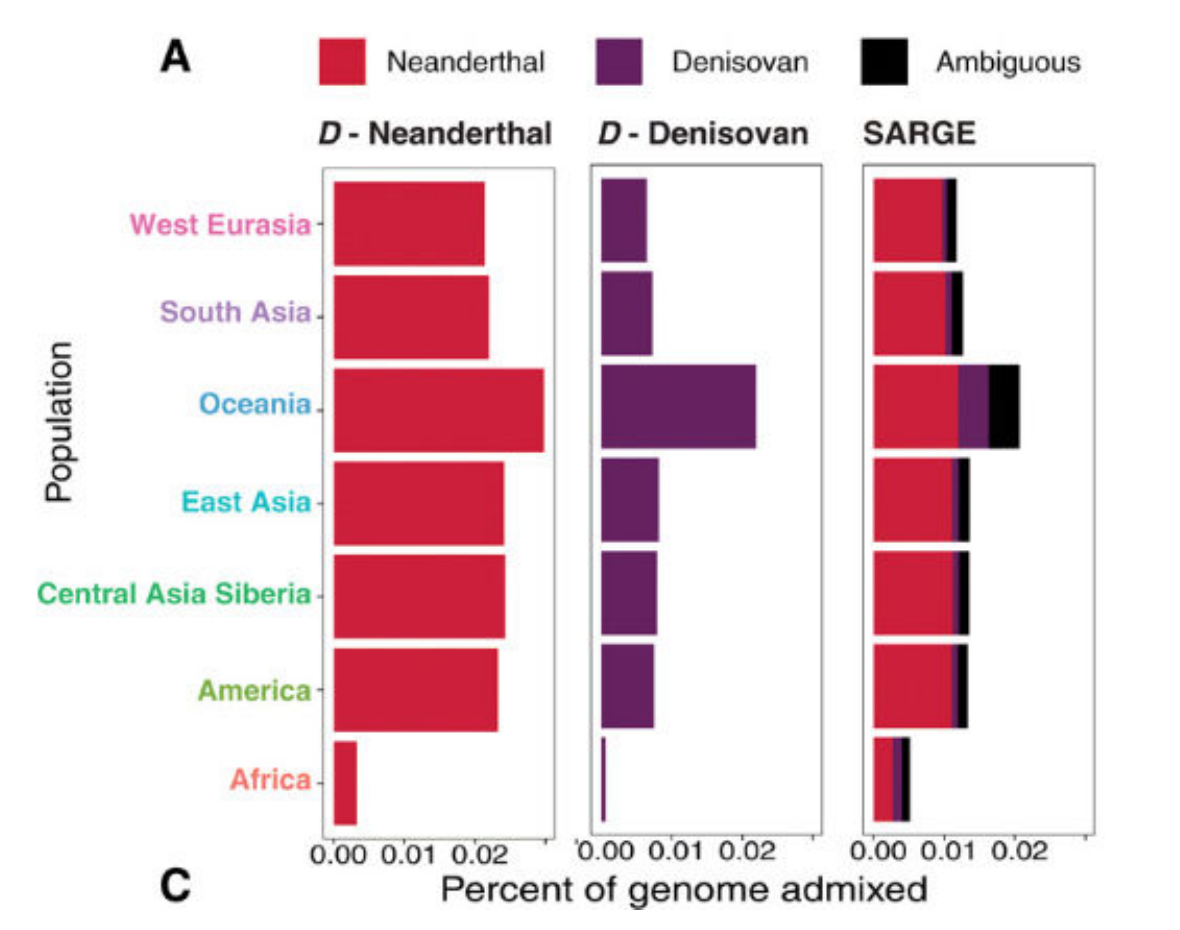 A
Neanderthal
Denisovan
Ambiguous
D - Neanderthal
D - Denisovan
SARGE
Population
West Eurasia
South Asia
Oceania
East Asia
Central Asia Siberia
America
Africa
0.00 0.01 0.02
0.00 0.01 0.02
0.00 0.01 0.02
Percent of genome admixed
C